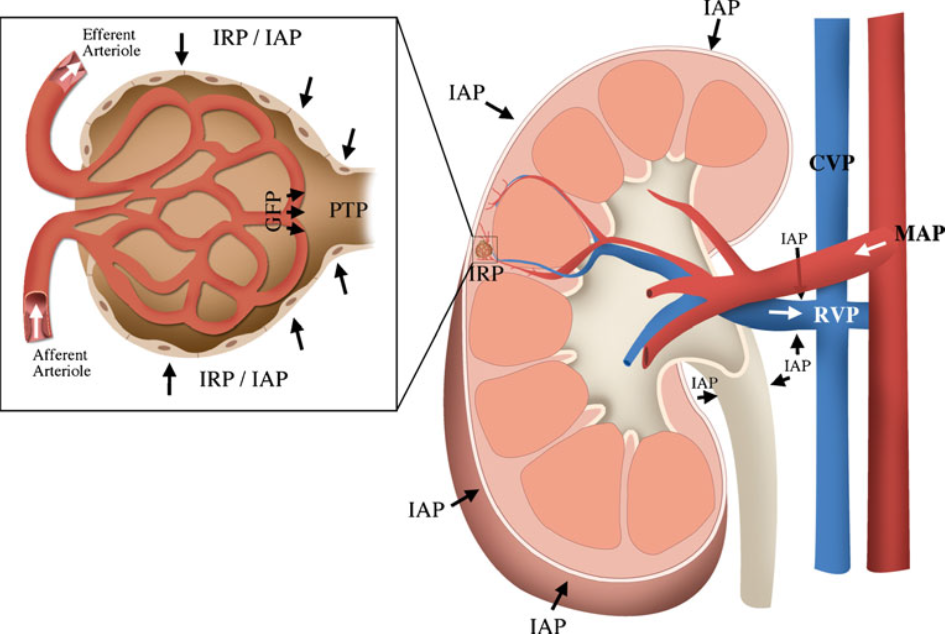 Efferent
Arteriole
IRP / IAP
GFP
PTP
Afferent
Arteriole
IRP / IAP
IAP
IAP
CVP
IAP
MAP
IRP
RVP
IAP
IAP
IAP
IAP